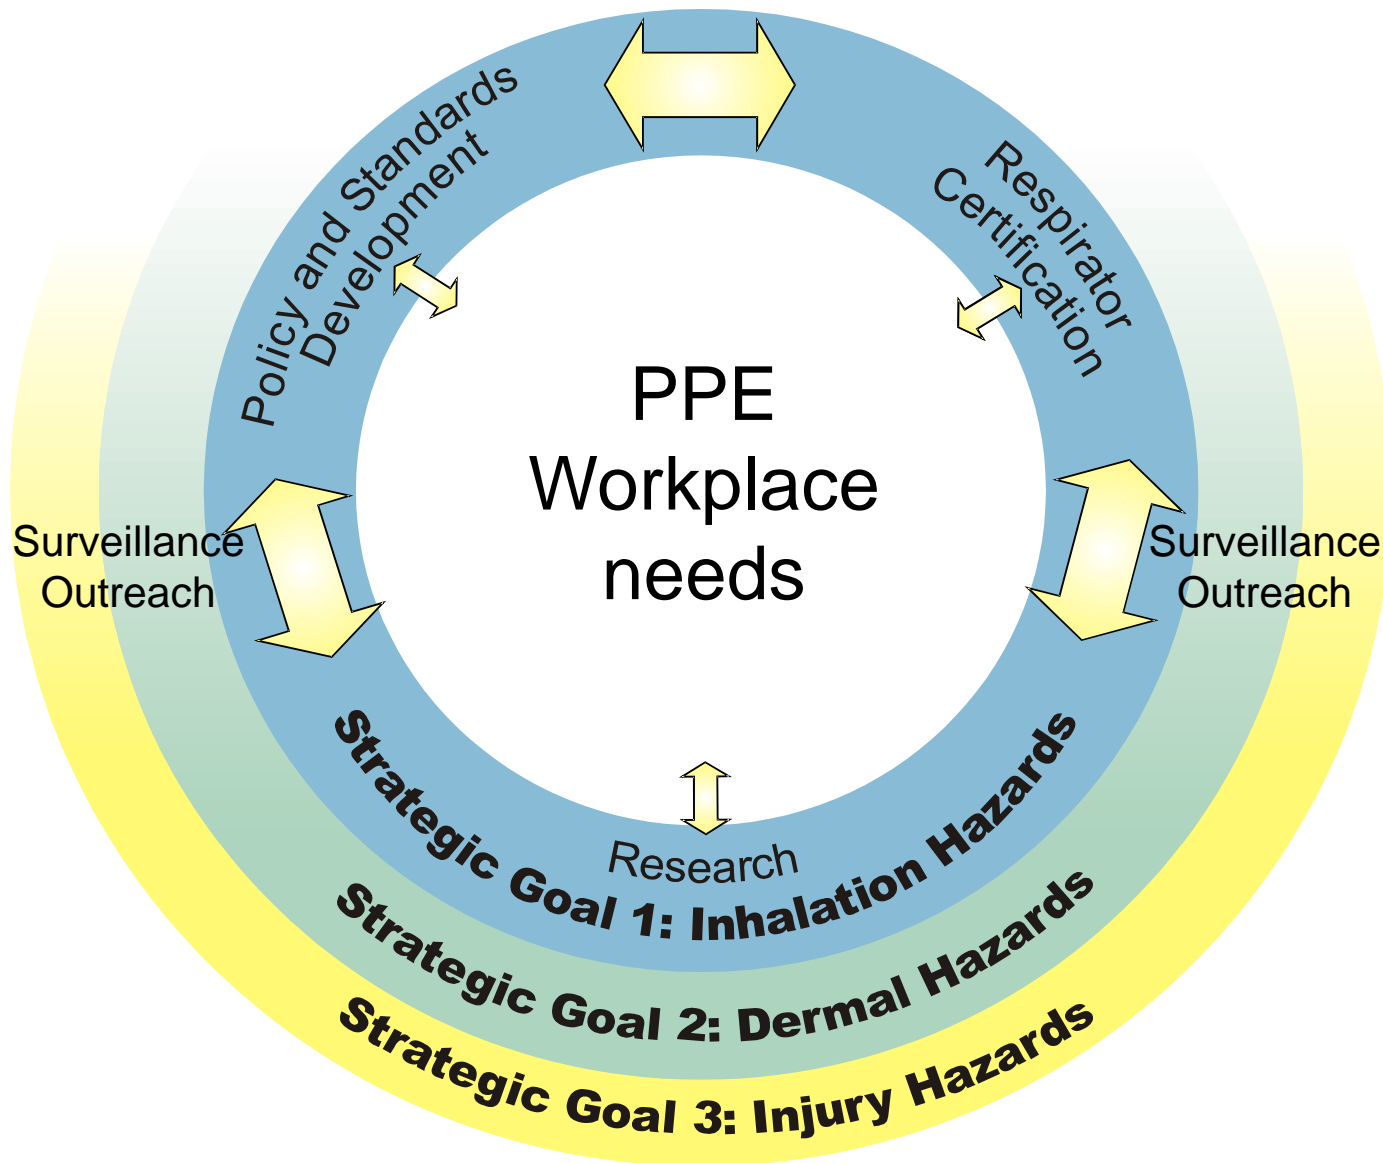 Policy and Standards
Development
Respirator
Certification
PPE
Workplace
needs
Surveillance
Outreach
Surveillance
Outreach
Research
Strategic Goal 1: Inhalation Hazards
Strategic Goal 2: Dermal Hazards
Strategic Goal 3: Injury Hazards